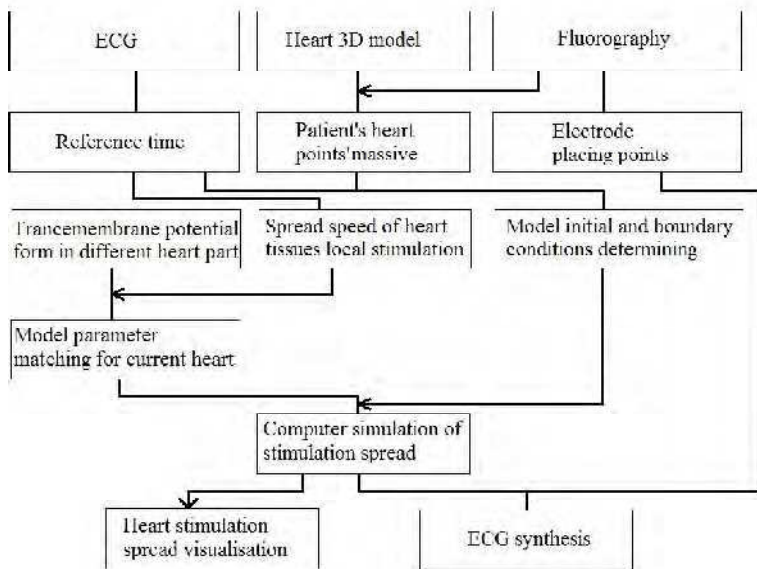 ECG
Heart 3D model
Fluorography
Reference time
Patient's heart
points'massive
Electrode
placing points
Trancemembrane potential
form in different heart part
Spread speed of heart
tissues local stimulation
Model initial and boundary
conditions determining
Model parameter
matching for current heart
Computer simulation of
stimulation spread
Heart stimulation
spread visualisation
ECG synthesis